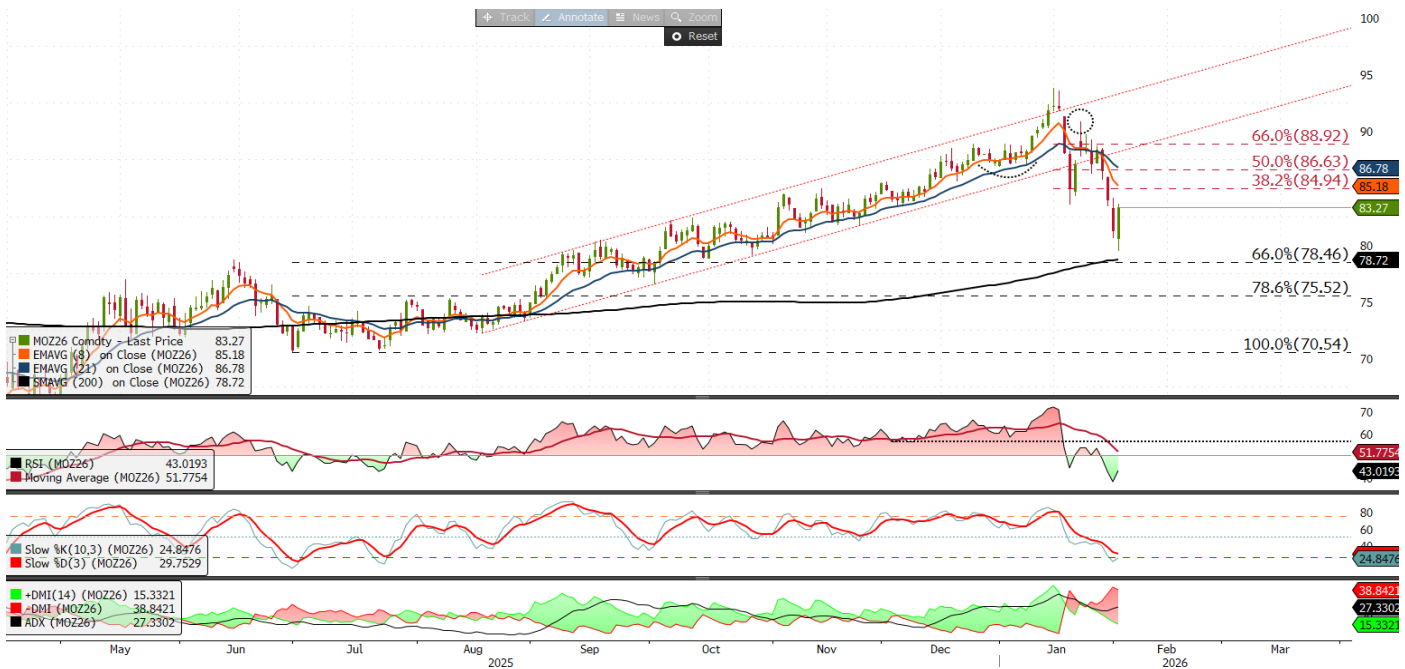 Track Annotate News Zoom
Reset
100
95
90
80
75
70
66.0%(88.92)
50.0%(86.63)
38.2%(84.94)
66.0%(78.46)
78.6%(75.52)
100.0%(70.54)
86.78
85.18
83.27
78.72
MOZ26 Comdty - Last Price 83.27
EMAVG (8) on Close (MOZ26) 85.18
EMAVG (21) on Close (MOZ26) 86.78
SMAVG (200) on Close (MOZ26) 78.72
70
60
51.7754
43.0193
40
RSI (MOZ26) 43.0193
Moving Average (MOZ26) 51.7754
80
60
40
24.8476
Slow %K(10,3) (MOZ26) 24.8476
Slow %D(3) (MOZ26) 29.7529
38.8421
27.3302
15.3321
+DMI(14) (MOZ26) 15.3321
-DMI (MOZ26) 38.8421
ADX (MOZ26) 27.3302
May Jun Jul Aug Sep Oct Nov Dec Jan Feb Mar
2025 2026